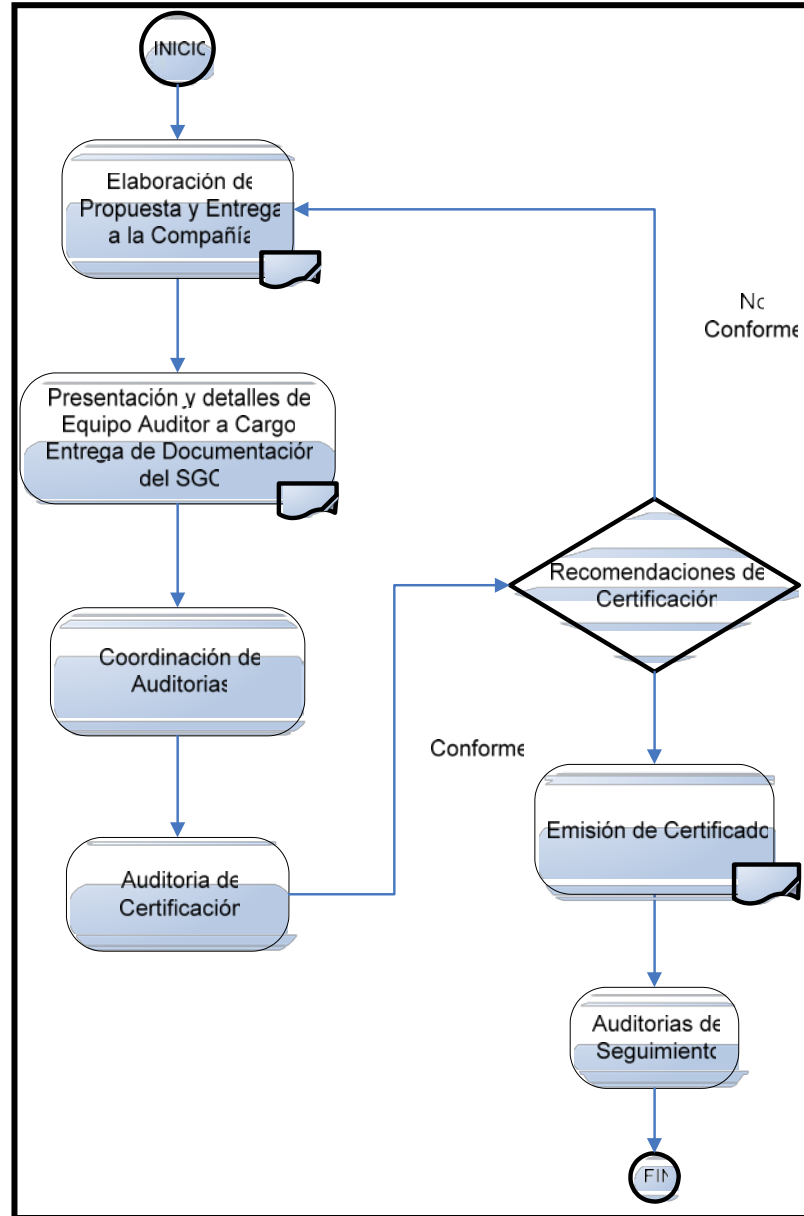 INICIO
Elaboración de
Propuesta y Entrega
a la Compañía
Presentación y detalles de
Equipo Auditor a Cargo
Entrega de Documentación
del SGC
Coordinación de
Auditorias
Auditoria de
Certificación
No
Conforme
Recomendaciones de
Certificación
Conforme
Emisión de Certificado
Auditorias de
Seguimiento
FIN